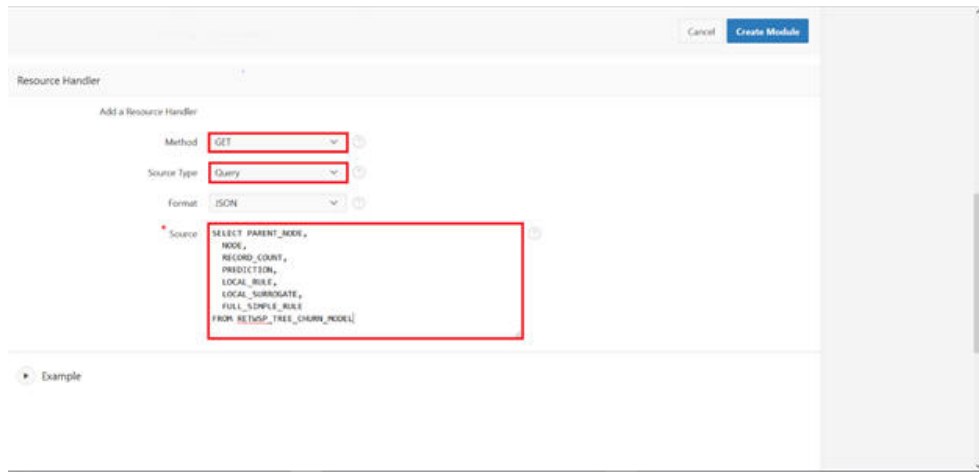 Cancel
Create Module
Resource Handler
Add a Resource Handler
Method GET
Source Type Query
Format JSON
* Source SELECT PARENT_NODE,
NODE,
RECORD_COUNT,
PREDICTION,
LOCAL_RULE,
LOCAL_SURROGATE,
FULL_SIMPLE_RULE
FROM RETWSP_TREE_CHURN_MODEL
Example